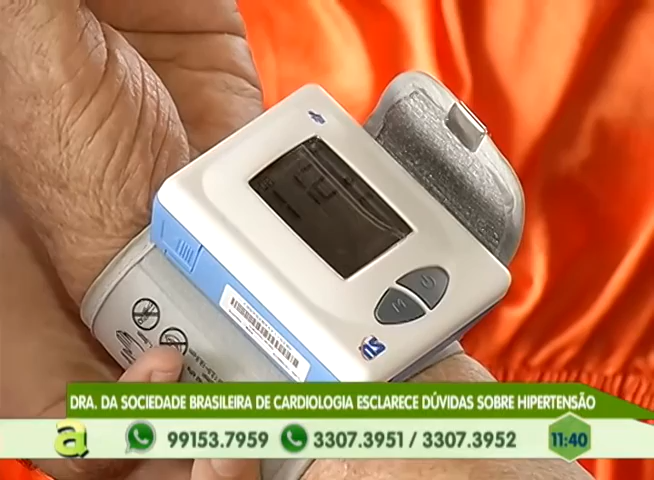 M
DRA. DA SOCIEDADE BRASILEIRA DE CARDIOLOGIA ESCLARECE DÚVIDAS SOBRE HIPERTENSÃO
a
99153.7959
3307.3951 / 3307.3952
11:40